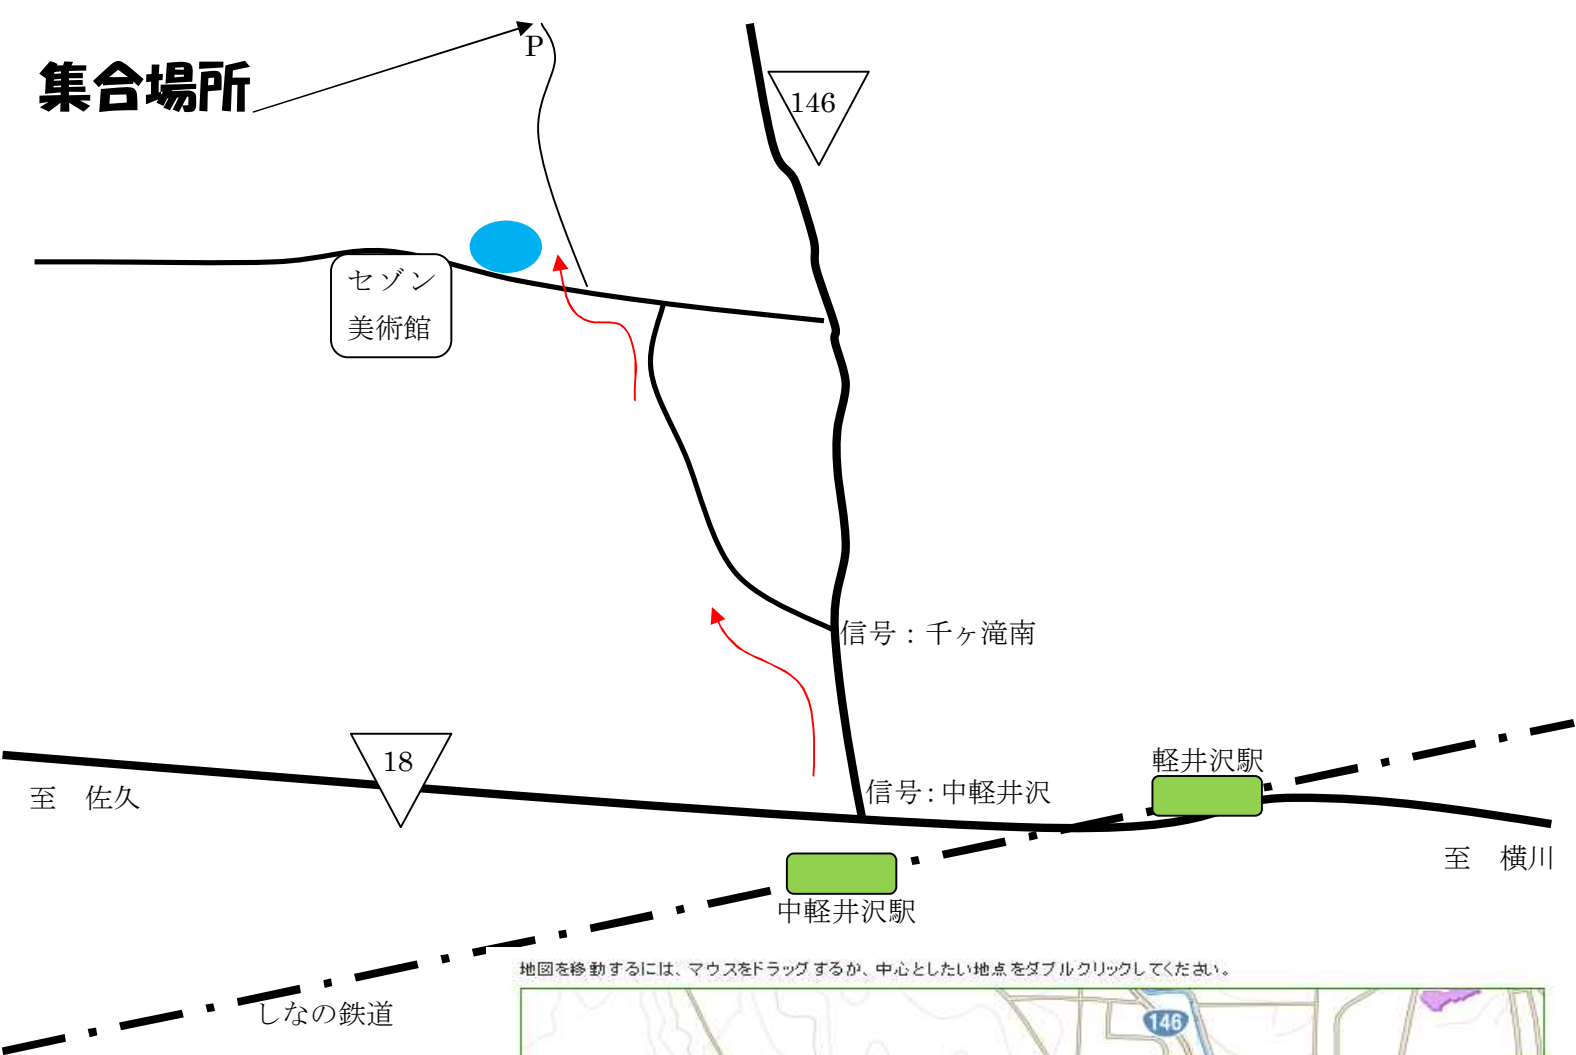 P
集合場所
146
セゾン
美術館
信号：千ヶ滝南
18
軽井沢駅
至　佐久
信号：中軽井沢
至　横川
中軽井沢駅
地図を移動するには、マウスをドラッグするか、中心としたい地点をダブルクリックしてください。
しなの鉄道
146